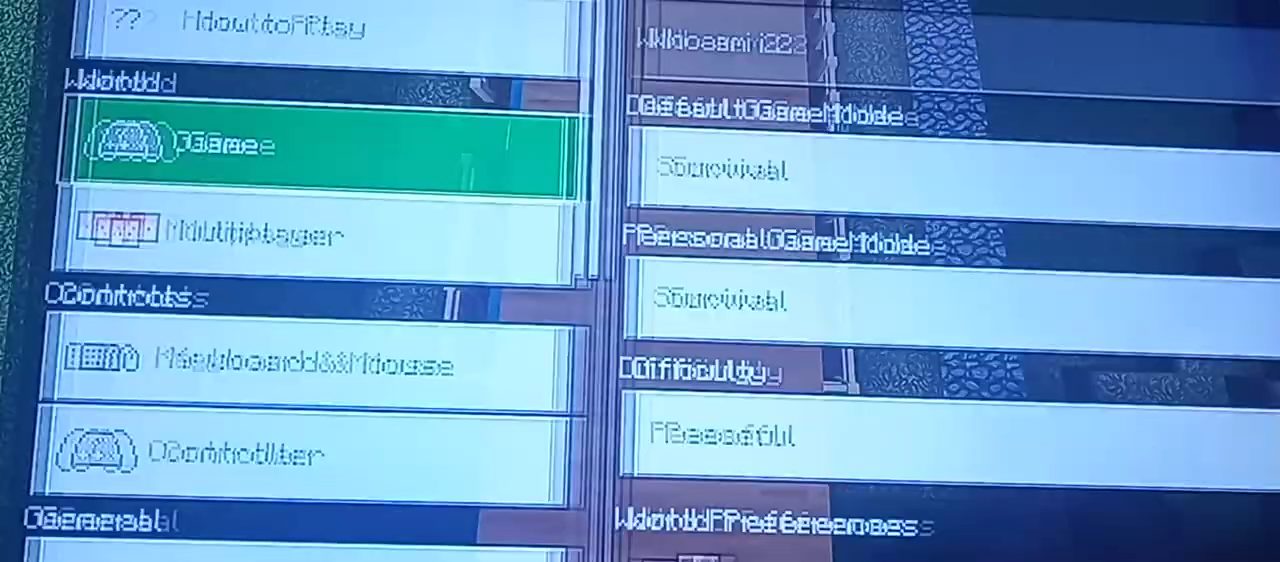 ?
How to Play
World
Game
Multiplayer
Controls
Keyboard & Mouse
Controller
General
Default Game Mode
Survival
Personal Game Mode
Survival
Difficulty
Peaceful
World Preferences